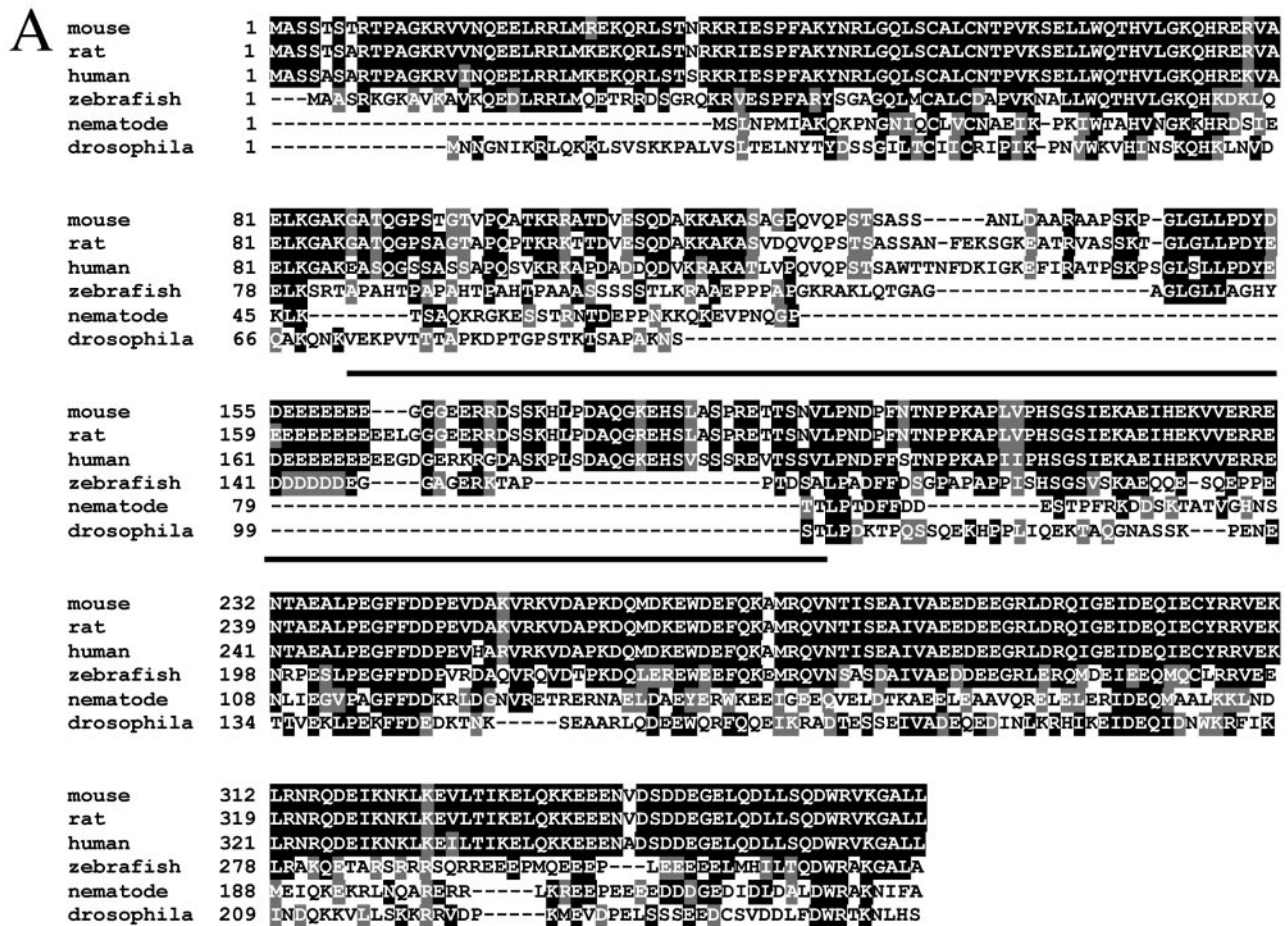 A
mouse 1 MASSTSTRTPAGKRVVNQEELRRLMREKQRLSTNRKRIESPFAKYNRLGQLSCALCNTPVKSELLWQTHVLGKQHRERVA
rat 1 MASSTSARTPAGKRVVNQEELRRLMKEKQRLSTNRKRIESPFAKYNRLGQLSCALCNTPVKSELLWQTHVLGKQHRERVA
human 1 MASSASARTPAGKRVINQEELRRLMKEKQRLSTSRKRIESPFAKYNRLGQLSCALCNTPVKSELLWQTHVLGKQHREKVA
zebrafish 1 ---MAASRKGKAVKAVKQEDLRRLMQETRRDSGRQKRVESPFARYSGAGQLMCALCDAPVKNALLWQTHVLGKQHKDKLQ
nematode 1 -----------------------------------MSLNPMIAKQKPNGNIQCLVCNAEIK-PKIWTAHVNGKKHRDSIE
drosophila 1 --------------MNNGNIKRLQKKLSVSKKPALVSLTELNYTYDSSGILTCIICRIPIK-PNVWKVHINSKQHKLNVD
mouse 81 ELKGAKGATQGPSTGTVPQATKRRATDVESQDAKKAKASAGPQVQPSTSASS-----ANLDAARAAPSKP-GLGLLPDYD
rat 81 ELKGAKGATQGPSAGTAPQPTKRKTTDVESQDAKKAKASVDQVQPSTSASSAN-FEKSGKEATRVASSKT-GLGLLPDYE
human 81 ELKGAKEASQGSSASSAPQSVKRKAPDADDQDVKRAKATLVPQVQPSTSAWTTNFDKIGKEFIRATPSKPSGLSLLPDYE
zebrafish 78 ELKSRTAPAHTPAPAHTPAHTPAAASSSSSTLKRAAEPPPAPGKRAKLQTGAG----------------AGLGLLAGHY
nematode 45 KLK--------TSAQKRGKESSTRNTDEPPNKKQKEVPNQGP--------------------------------------
drosophila 66 QAKQNKVEKPVTTTAPKDPTGPSTKTSAPAKNS-----------------------------------------------
mouse 155 DEEEEEEEE---GGGEERRDSSKHLPDAQGKEHSLASPRETTSNVLPNDPFNTNPPKAPLVPHSGSIEKAEIHEKVVERRE
rat 159 EEEEEEEEEEELGGGEERRDSSKHLPDAQGREHSLASPRETTSNVLPNDPFNTNPPKAPLVPHSGSIEKAEIHEKVVERRE
human 161 DEEEEEEEEEEGDGERKRGDASKPLSDAQGKEHSVSSSREVTSSVLPNDFFSTNPPKAPIIPHSGSIEKAEIHEKVVERRE
zebrafish 141 DDDDDDEG----GAGERKTAP------------------PTDSALPADFFDSGPAPAPPISHSGSVSKAEQQE-SQEPPE
nematode 79 ------------------------------------------TTLPTDFFDD---------ESTPFRKDDSKTATVGHNS
drosophila 99 ------------------------------------------STLPDKTPQSSQEKHPPLIQEKTAQGNASSK---PENE
mouse 232 NTAEALPEGFFDDPEVDAKVRKVDAPKDQMDKEWDEFQKAMRQVNTISEAIVAEEDEEGRLDRQIGEIDEQIECYRRVEK
rat 239 NTAEALPEGFFDDPEVDAKVRKVDAPKDQMDKEWDEFQKAMRQVNTISEAIVAEEDEEGRLDRQIGEIDEQIECYRRVEK
human 241 NTAEALPEGFFDDPEVHARVRKVDAPKDQMDKEWDEFQKAMRQVNTISEAIVAEEDEEGRLDRQIGEIDEQIECYRRVEK
zebrafish 198 NRPESLPEGFFDDPVRDAQVRQVDTPKDQLEREWEEFQKEMRQVNSASDAIVAEDDEEGRLERQMDEIEEQMQCLRRVEE
nematode 108 NLIEGVPAGFFDDKRLDGNVRETRERNAELDAEYERWKEEIGEEQVELDTKAEELEAAVQRELELERIDEQMAALKKLND
drosophila 134 TTVEKLPEKFFDEDKTNK-----SEAARLQDEEWQRFQQEIKRADTESSEIVADEQEDINLKRHIKEIDEQIDNWKRFIK
mouse 312 LRNRQDEIKNKLKEVLTIKELQKKEEENVDSDDEGELQDLLSQDWRVKGALL
rat 319 LRNRQDEIKNKLKEVLTIKELQKKEEENVDSDDEGELQDLLSQDWRVKGALL
human 321 LRNRQDEIKNKLKEILTIKELQKKEEENADSDDEGELQDLLSQDWRVKGALL
zebrafish 278 LRAKQETARSRRRSQRREEEPMQEEEP--LEEEEELMHILTQDWRAKGALA
nematode 188 MEIQKEKRLNQARERR-----LKREEPEEEEDDDGEDIDLDALDWRAKNIFA
drosophila 209 INDQKKVLLSKKRRVDP-----KMEVDPELSSSEEDCSVDDLFDWRTKNLHS